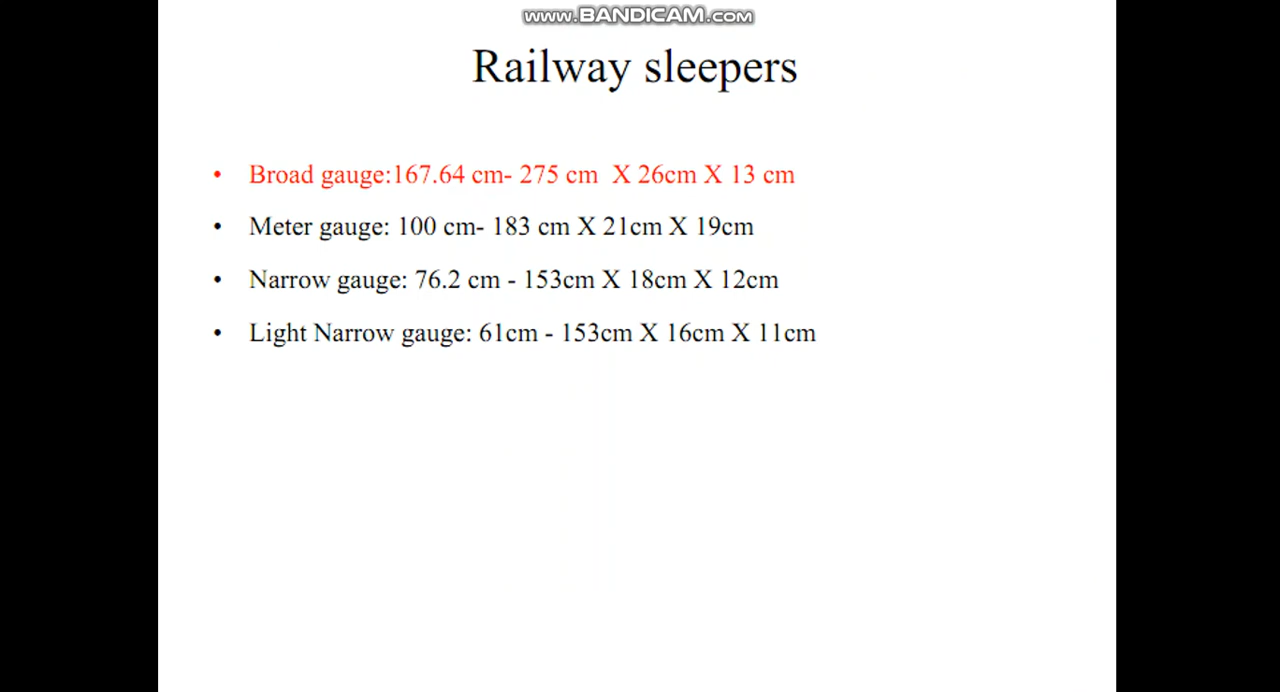 www.BANDICAM.com
Railway sleepers
• Broad gauge:167.64 cm- 275 cm X 26cm X 13 cm
• Meter gauge: 100 cm- 183 cm X 21cm X 19cm
• Narrow gauge: 76.2 cm - 153cm X 18cm X 12cm
• Light Narrow gauge: 61cm - 153cm X 16cm X 11cm